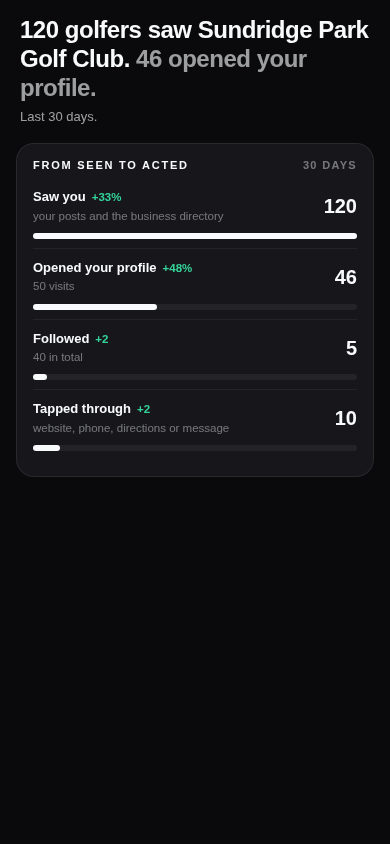 120 golfers saw Sundridge Park
Golf Club. 46 opened your
profile.
Last 30 days.
FROM SEEN TO ACTED 30 DAYS
Saw you +33%
your posts and the business directory
120
Opened your profile +48%
50 visits
46
Followed +2
40 in total
5
Tapped through +2
website, phone, directions or message
10